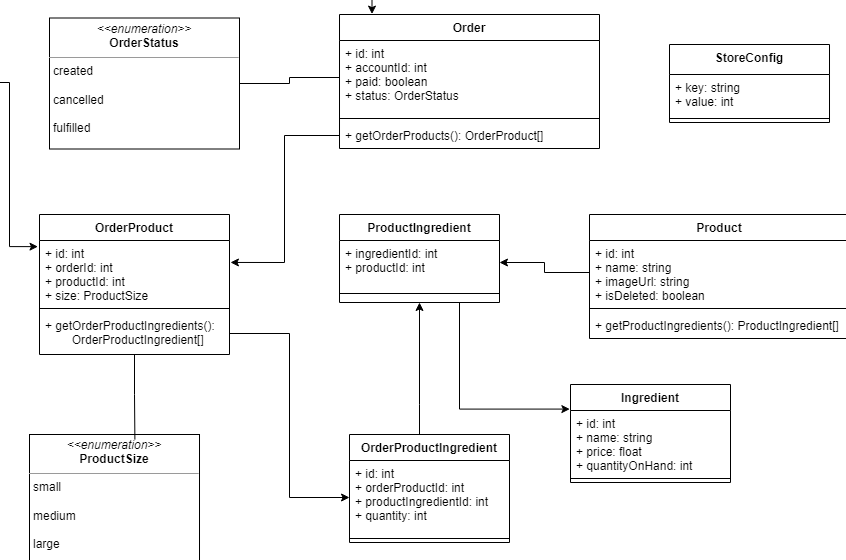 <<enumeration>>
OrderStatus
created
cancelled
fulfilled
Order
+ id: int
+ accountId: int
+ paid: boolean
+ status: OrderStatus
+ getOrderProducts(): OrderProduct[]
StoreConfig
+ key: string
+ value: int
OrderProduct
+ id: int
+ orderId: int
+ productId: int
+ size: ProductSize
+ getOrderProductIngredients():
OrderProductIngredient[]
ProductIngredient
+ ingredientId: int
+ productId: int
Product
+ id: int
+ name: string
+ imageUrl: string
+ isDeleted: boolean
+ getProductIngredients(): ProductIngredient[]
<<enumeration>>
ProductSize
small
medium
large
OrderProductIngredient
+ id: int
+ orderProductId: int
+ productIngredientId: int
+ quantity: int
Ingredient
+ id: int
+ name: string
+ price: float
+ quantityOnHand: int